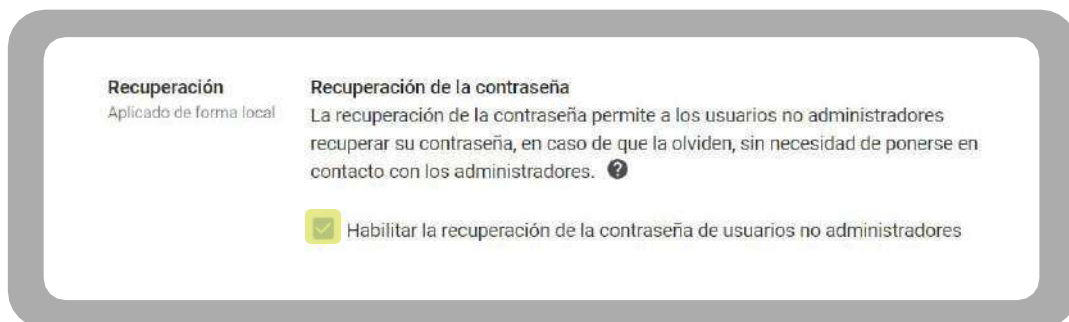 Recuperación
Aplicado de forma local
Recuperación de la contraseña
La recuperación de la contraseña permite a los usuarios no administradores
recuperar su contraseña, en caso de que la olviden, sin necesidad de ponerse en
contacto con los administradores. ?
Habilitar la recuperación de la contraseña de usuarios no administradores